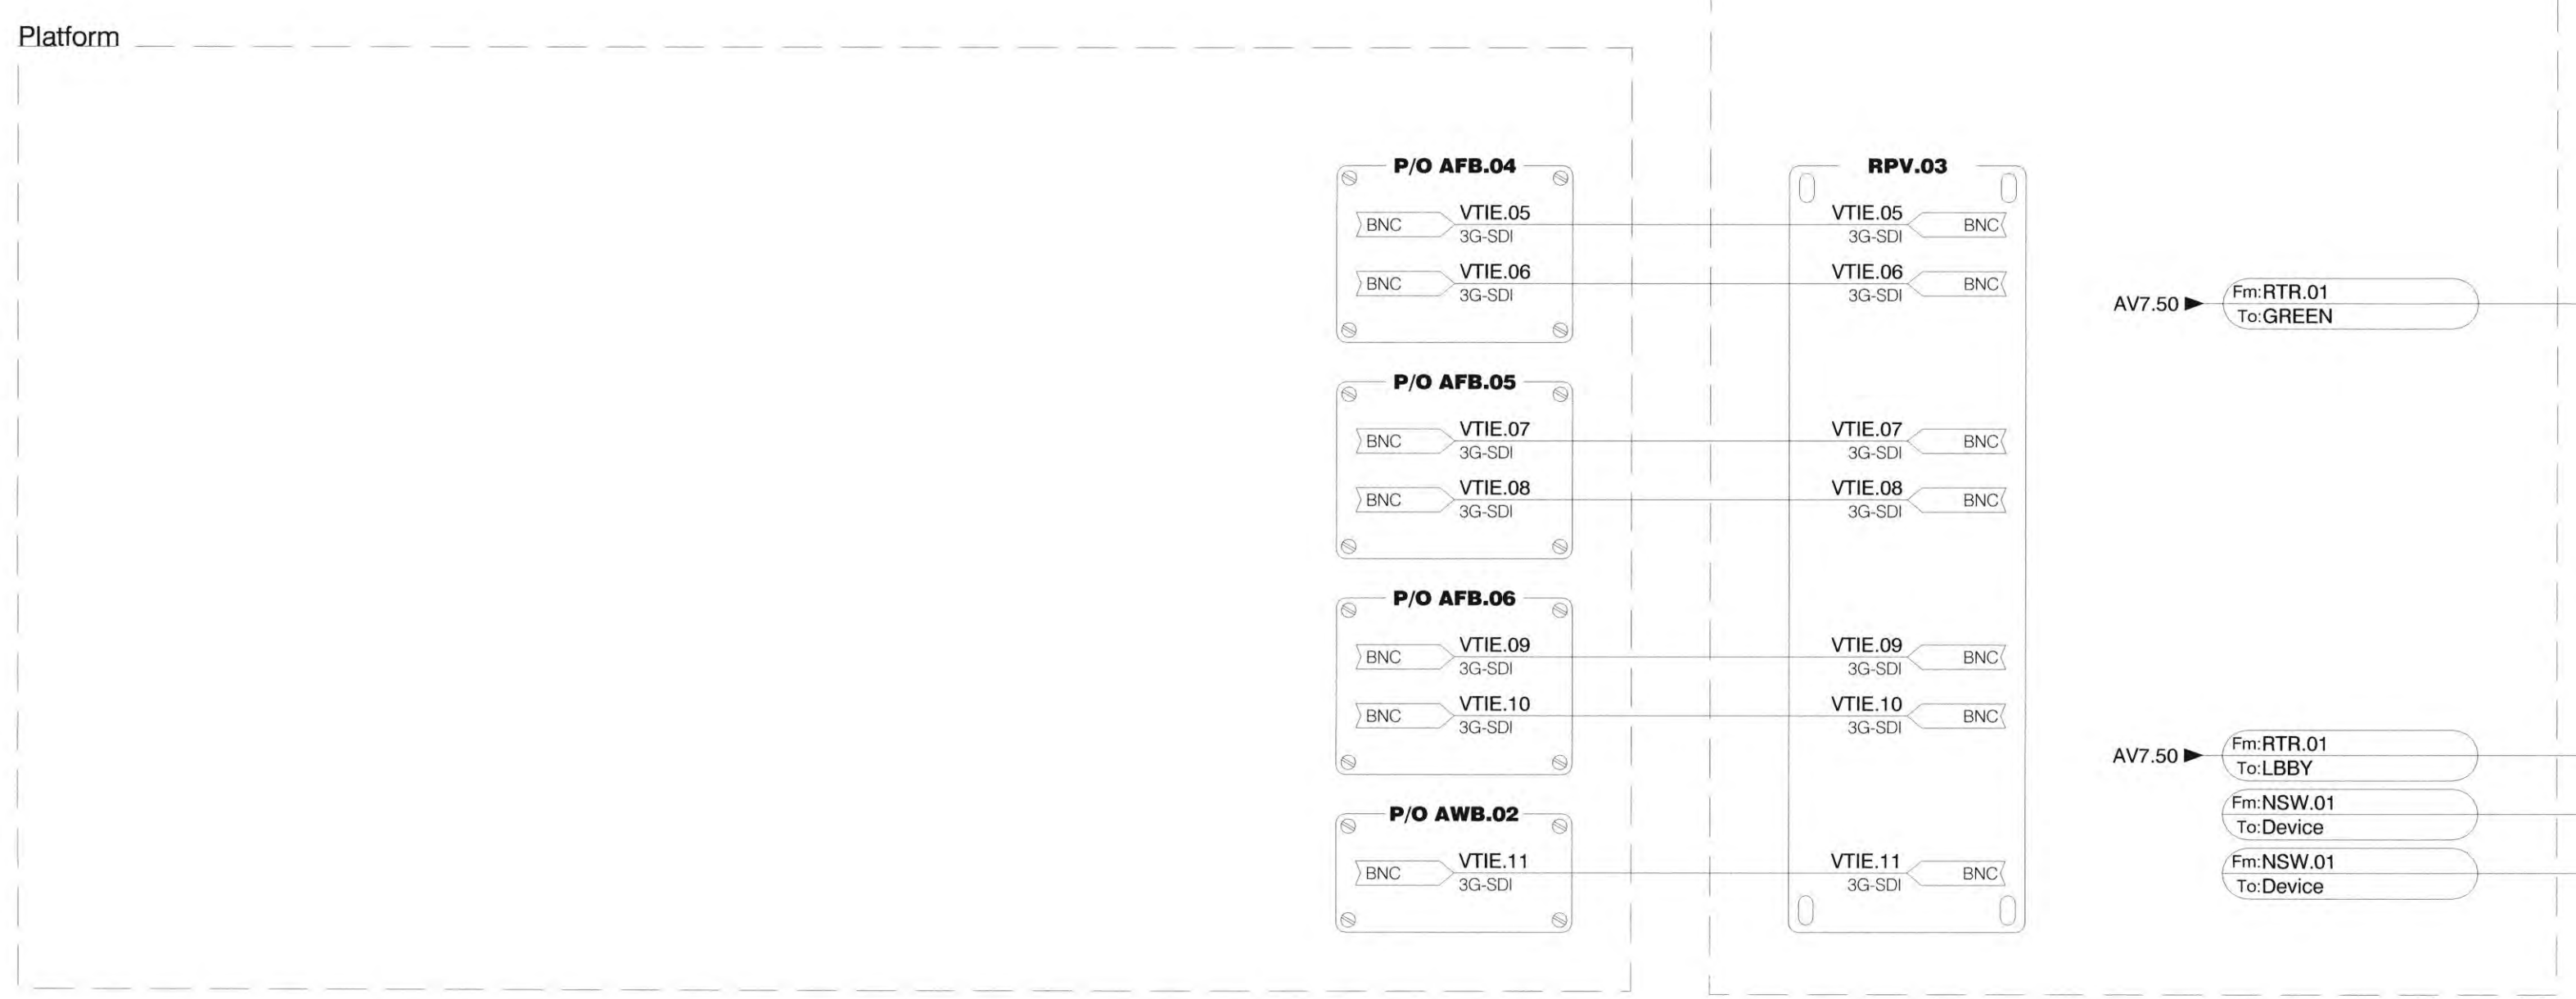 Platform
P/O AFB.04
BNC
VTIE.05
3G-SDI
BNC
VTIE.06
3G-SDI
P/O AFB.05
BNC
VTIE.07
3G-SDI
BNC
VTIE.08
3G-SDI
P/O AFB.06
BNC
VTIE.09
3G-SDI
BNC
VTIE.10
3G-SDI
P/O AWB.02
BNC
VTIE.11
3G-SDI
RPV.03
VTIE.05
3G-SDI
BNC
VTIE.06
3G-SDI
BNC
VTIE.07
3G-SDI
BNC
VTIE.08
3G-SDI
BNC
VTIE.09
3G-SDI
BNC
VTIE.10
3G-SDI
BNC
VTIE.11
3G-SDI
BNC
AV7.50
Fm:RTR.01
To:GREEN
AV7.50
Fm:RTR.01
To:LBBY
Fm:NSW.01
To:Device
Fm:NSW.01
To:Device